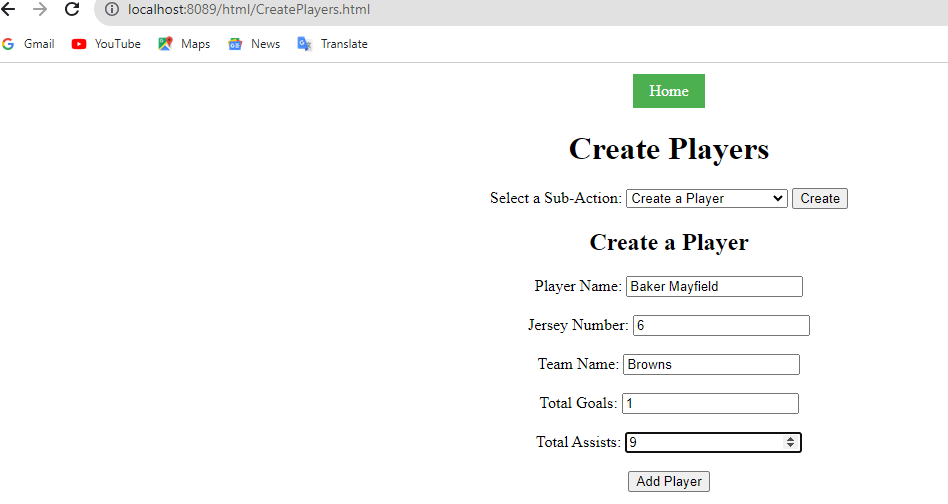 localhost:8089/html/CreatePlayers.html
Gmail YouTube Maps News Translate
Home
Create Players
Select a Sub-Action: Create a Player Create
Create a Player
Player Name: Baker Mayfield
Jersey Number: 6
Team Name: Browns
Total Goals: 1
Total Assists: 9
Add Player